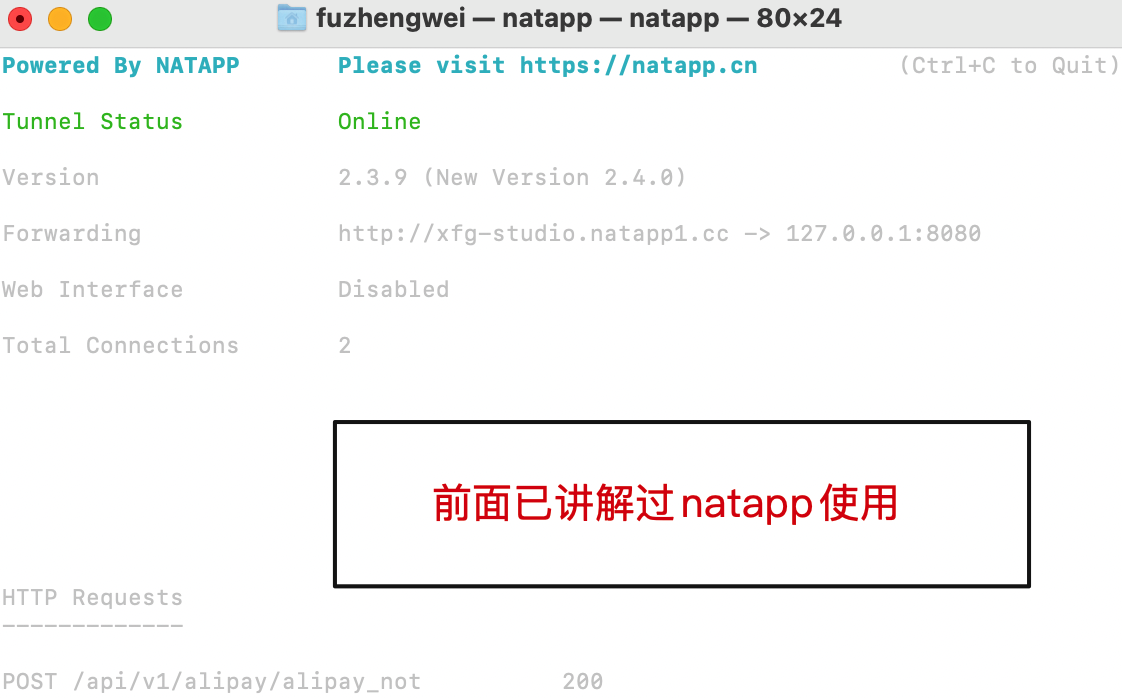 fuzhengwei — natapp — natapp — 80×24
Powered By NATAPP Please visit https://natapp.cn (Ctrl+C to Quit)
Tunnel Status Online
Version 2.3.9 (New Version 2.4.0)
Forwarding http://xfg-studio.natapp1.cc -> 127.0.0.1:8080
Web Interface Disabled
Total Connections 2
前面已讲解过natapp使用
HTTP Requests
-------------
POST /api/v1/alipay/alipay_not 200